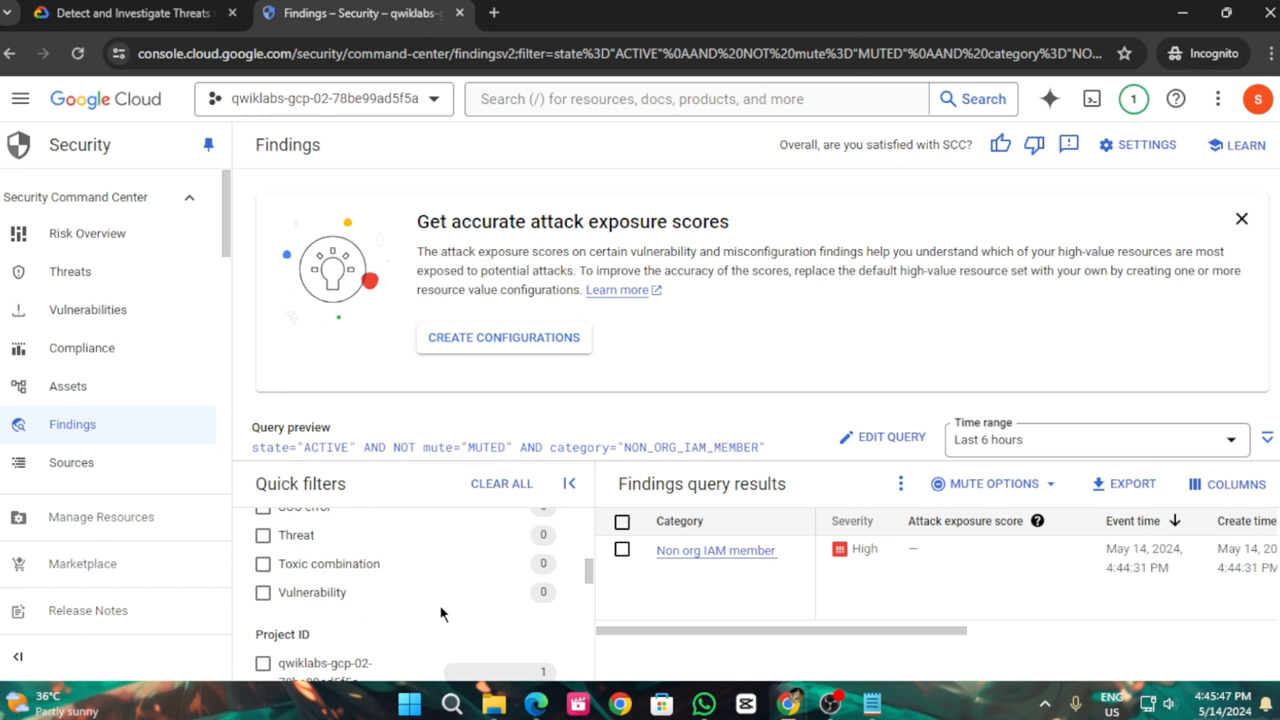 Detect and Investigate Threats
Findings – Security – qwiklabs-
console.cloud.google.com/security/command-center/findingsv2;filter=state%3D"ACTIVE"%0AAND%20NOT%20mute%3D"MUTED"%0AAND%20category%3D"NO...
Incognito
Google Cloud
qwiklabs-gcp-02-78be99ad5f5a
Search (/) for resources, docs, products, and more
Search
1
S
Security
Findings
Overall, are you satisfied with SCC?
SETTINGS
LEARN
Security Command Center
Risk Overview
Threats
Vulnerabilities
Compliance
Assets
Findings
Sources
Manage Resources
Marketplace
Release Notes
Get accurate attack exposure scores
The attack exposure scores on certain vulnerability and misconfiguration findings help you understand which of your high-value resources are most
exposed to potential attacks. To improve the accuracy of the scores, replace the default high-value resource set with your own by creating one or more
resource value configurations. Learn more
CREATE CONFIGURATIONS
Query preview
state="ACTIVE" AND NOT mute="MUTED" AND category="NON_ORG_IAM_MEMBER"
EDIT QUERY
Time range
Last 6 hours
Quick filters
CLEAR ALL
Threat 0
Toxic combination 0
Vulnerability 0
Project ID
qwiklabs-gcp-02-
1
Findings query results
MUTE OPTIONS
EXPORT
COLUMNS
Category Severity Attack exposure score Event time Create time
Non org IAM member High – May 14, 2024, May 14, 20
4:44:31 PM 4:44:31 PM
36°C
Partly sunny
ENG
US
4:45:47 PM
5/14/2024